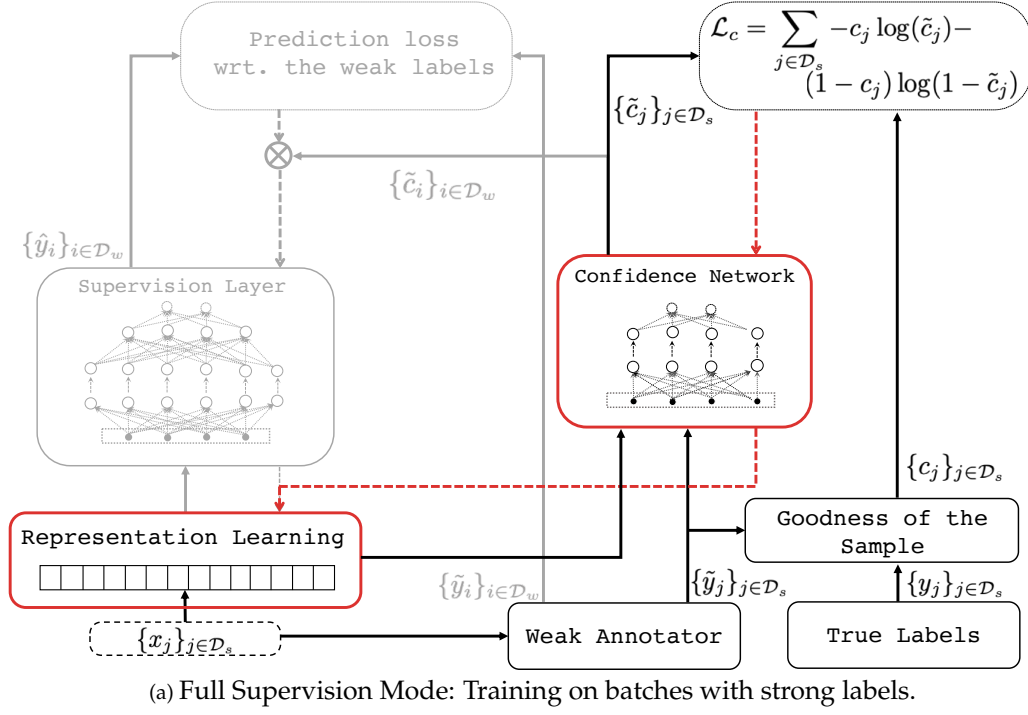 Prediction loss
wrt. the weak labels
$\mathcal{L}_c = \sum_{j \in \mathcal{D}_s} -c_j \log(\tilde{c}_j) -$
$(1 - c_j) \log(1 - \tilde{c}_j)$
$\{\tilde{c}_j\}_{j \in \mathcal{D}_s}$
$\{\tilde{c}_i\}_{i \in \mathcal{D}_w}$
$\{\hat{y}_i\}_{i \in \mathcal{D}_w}$
Supervision Layer
Confidence Network
$\{c_j\}_{j \in \mathcal{D}_s}$
Representation Learning
Goodness of the
Sample
$\{\tilde{y}_i\}_{i \in \mathcal{D}_w}$
$\{\tilde{y}_j\}_{j \in \mathcal{D}_s}$
$\{y_j\}_{j \in \mathcal{D}_s}$
$\{x_j\}_{j \in \mathcal{D}_s}$
Weak Annotator
True Labels
(a) Full Supervision Mode: Training on batches with strong labels.